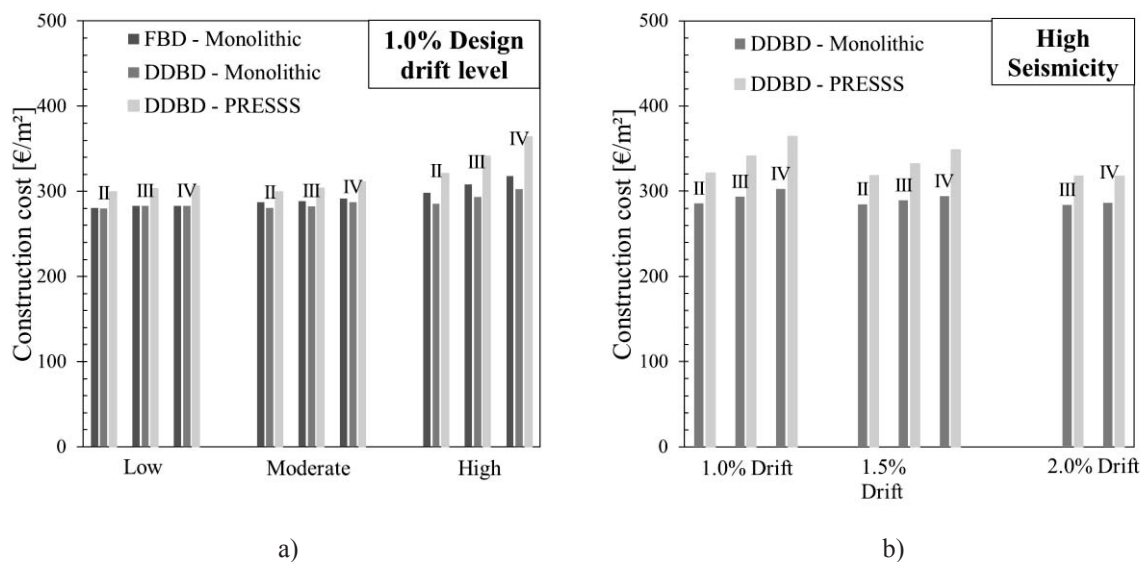 500
400
300
200
100
0
Construction cost [€/m²]
FBD - Monolithic
DDBD - Monolithic
DDBD - PRESSS
1.0% Design
drift level
II
III
IV
II
III
IV
II
III
IV
Low
Moderate
High
a)
500
400
300
200
100
0
Construction cost [€/m²]
DDBD - Monolithic
DDBD - PRESSS
High
Seismicity
II
III
IV
II
III
IV
III
IV
1.0% Drift
1.5%
Drift
2.0% Drift
b)